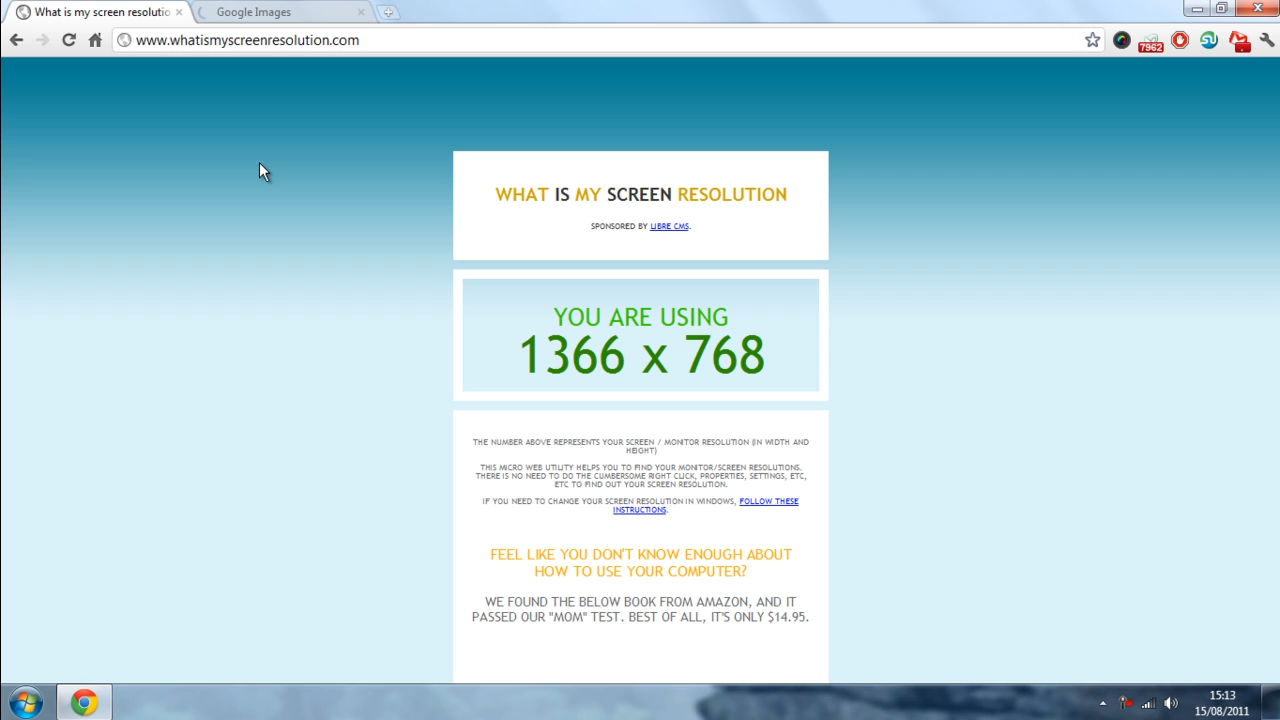 What is my screen resolutio
Google Images
www.whatismyscreenresolution.com
7962
WHAT IS MY SCREEN RESOLUTION
SPONSORED BY LIBRE CMS.
YOU ARE USING
1366 x 768
THE NUMBER ABOVE REPRESENTS YOUR SCREEN / MONITOR RESOLUTION (IN WIDTH AND
HEIGHT)
THIS MICRO WEB UTILITY HELPS YOU TO FIND YOUR MONITOR/SCREEN RESOLUTIONS.
THERE IS NO NEED TO DO THE CUMBERSOME RIGHT CLICK, PROPERTIES, SETTINGS, ETC,
ETC TO FIND OUT YOUR SCREEN RESOLUTION.
IF YOU NEED TO CHANGE YOUR SCREEN RESOLUTION IN WINDOWS, FOLLOW THESE
INSTRUCTIONS.
FEEL LIKE YOU DON'T KNOW ENOUGH ABOUT
HOW TO USE YOUR COMPUTER?
WE FOUND THE BELOW BOOK FROM AMAZON, AND IT
PASSED OUR "MOM" TEST. BEST OF ALL, IT'S ONLY $14.95.
15:13
15/08/2011